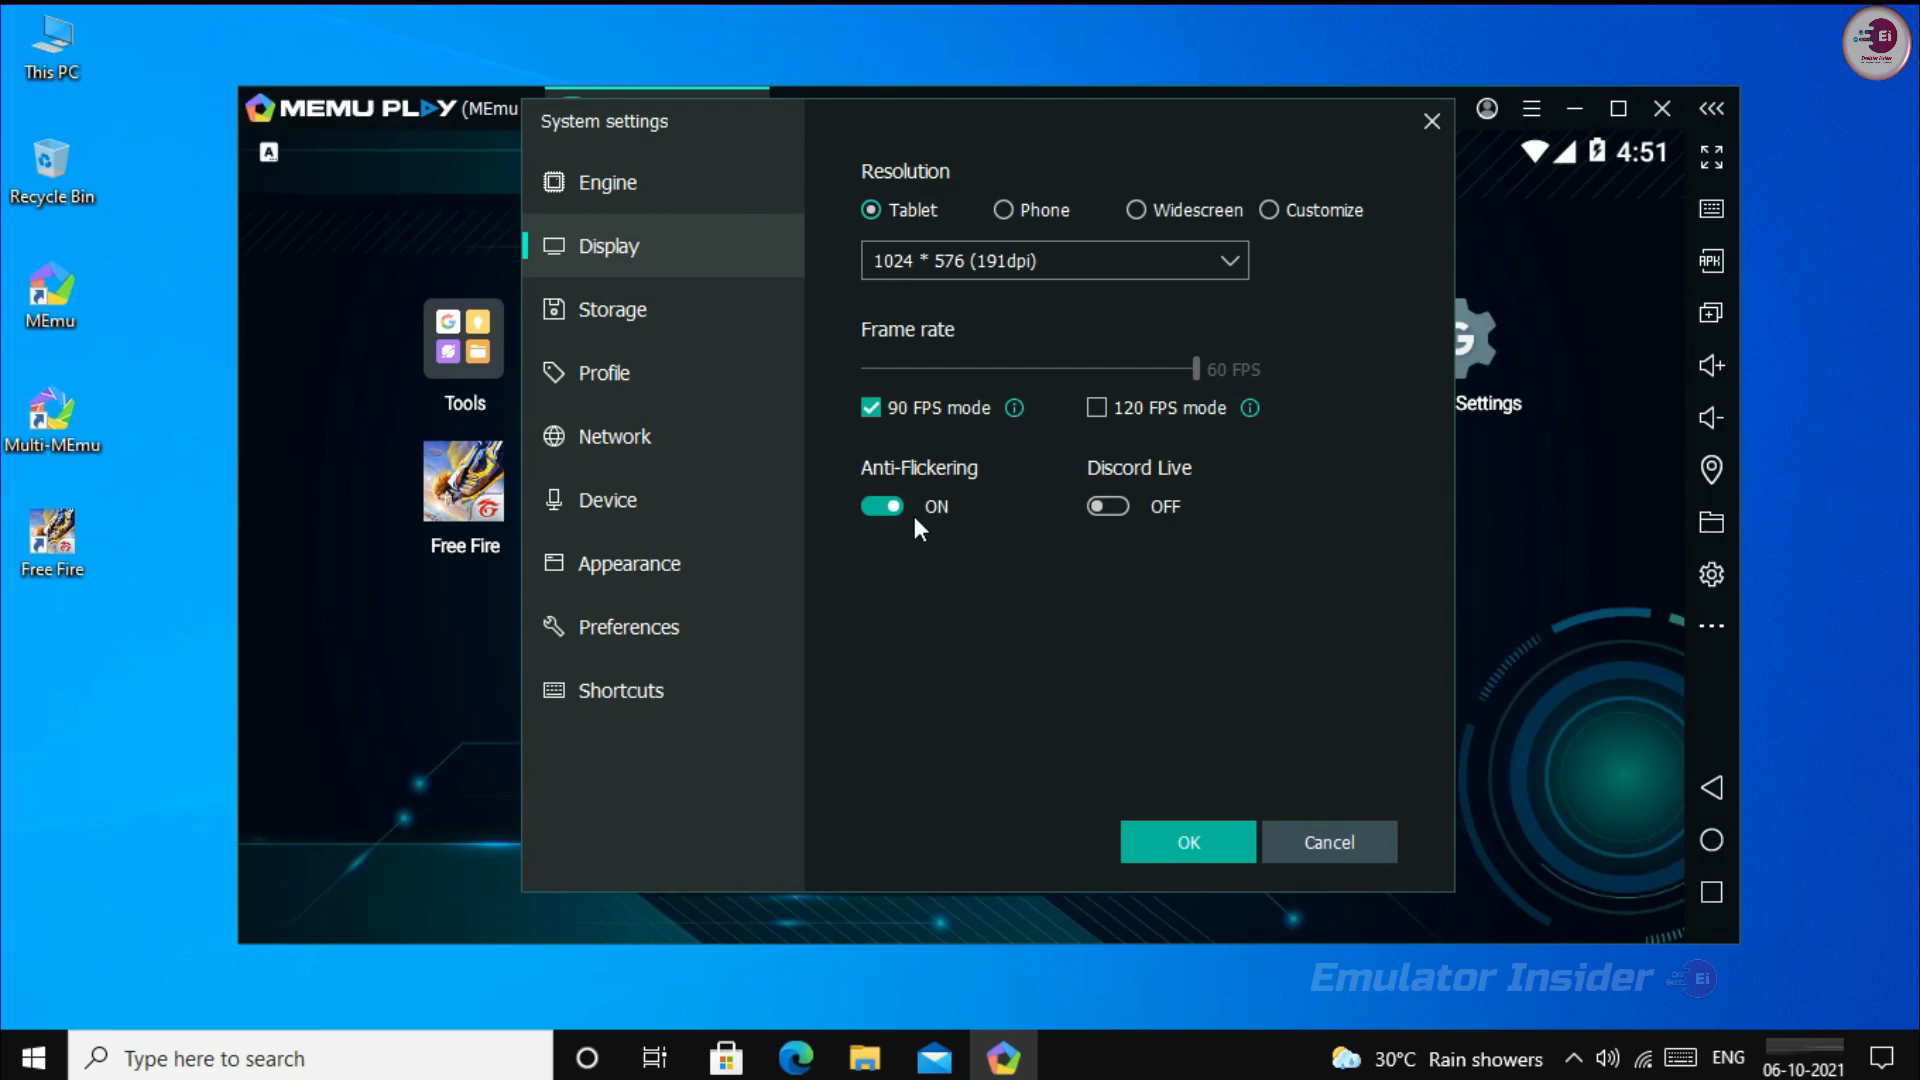 This PC
Recycle Bin
MEmu
Multi-MEmu
Free Fire
Ei
MEMU PLAY (MEmu
A
4:51
System settings
Engine
Display
Storage
Profile
Network
Device
Appearance
Preferences
Shortcuts
Resolution
Tablet Phone Widescreen Customize
1024 * 576 (191dpi)
Frame rate
60 FPS
90 FPS mode 120 FPS mode
Anti-Flickering Discord Live
ON OFF
OK Cancel
Tools
Free Fire
G
Settings
APK
Emulator Insider Ei
Type here to search
30°C Rain showers
ENG
06-10-2021